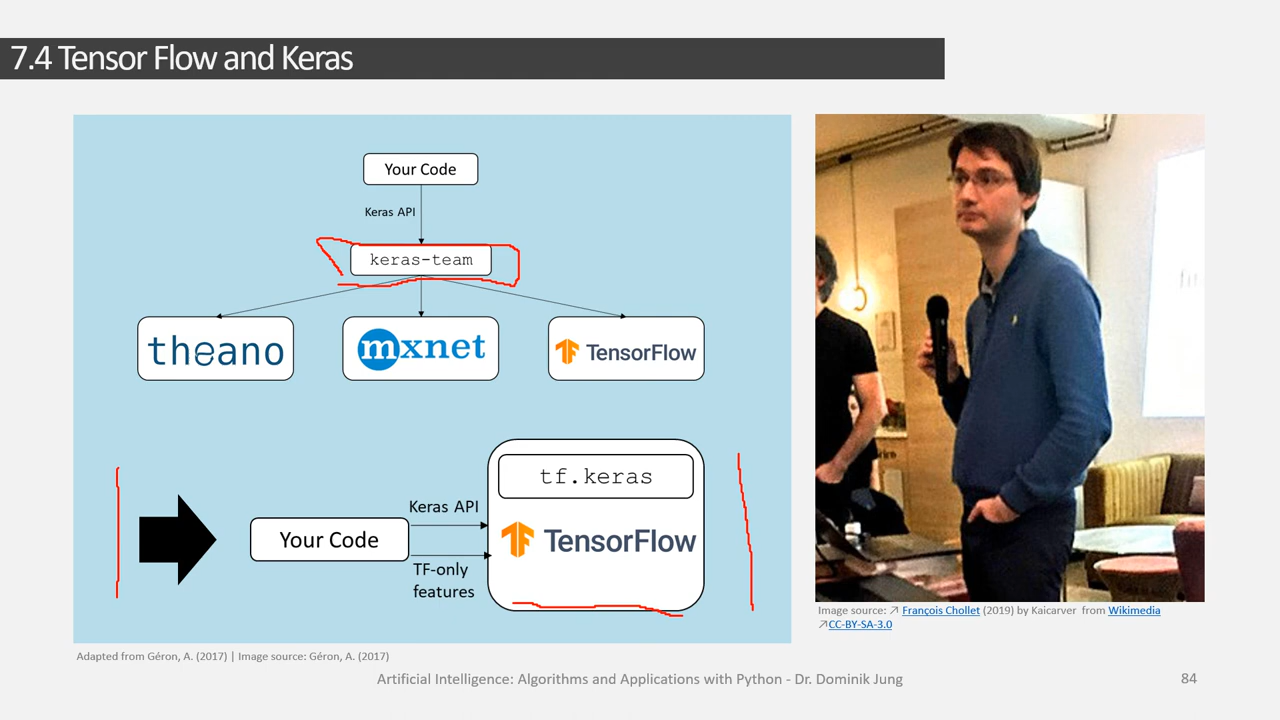 7.4 Tensor Flow and Keras
Your Code
Keras API
keras-team
theano
mxnet
TensorFlow
tf.keras
Keras API
Your Code
TensorFlow
TF-only
features
Image source: ↗ François Chollet (2019) by Kaicarver from Wikimedia
↗CC-BY-SA-3.0
Adapted from Géron, A. (2017) | Image source: Géron, A. (2017)
Artificial Intelligence: Algorithms and Applications with Python - Dr. Dominik Jung
84